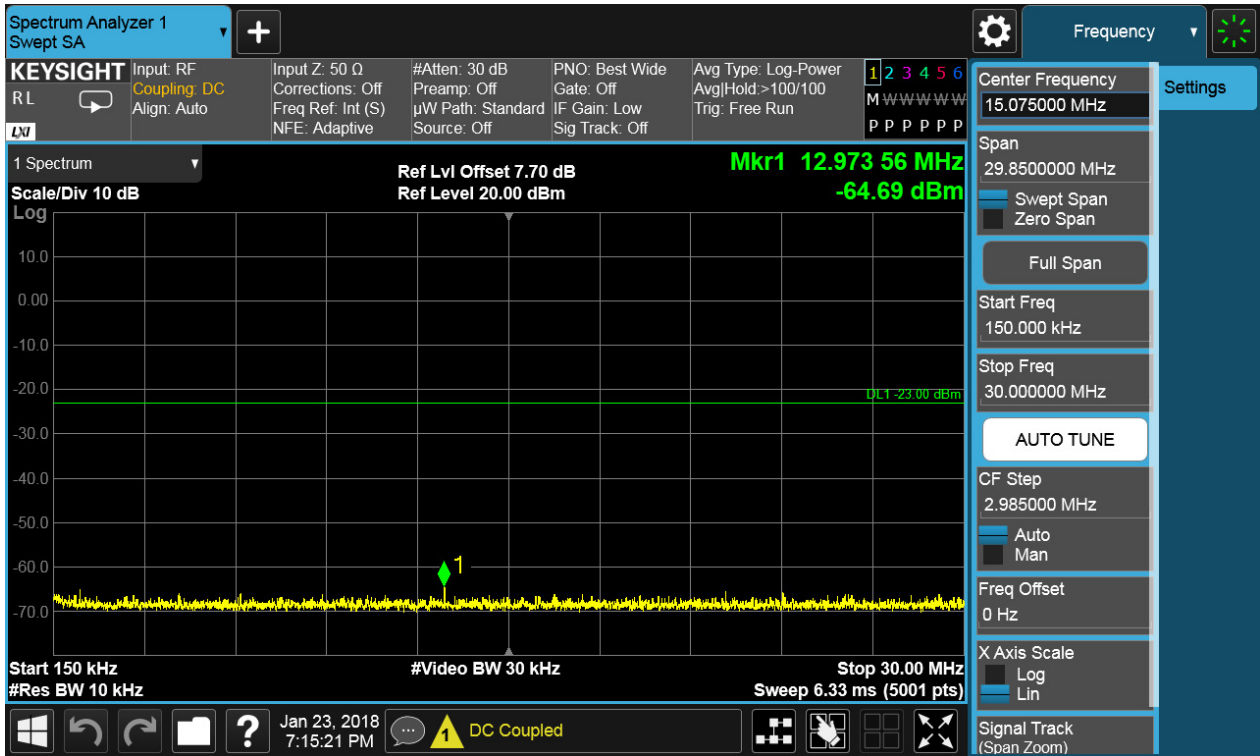 Spectrum Analyzer 1
Swept SA
Frequency
KEYSIGHT
RL
LXI
Input: RF
Coupling: DC
Align: Auto
Input Z: 50 Ω
Corrections: Off
Freq Ref: Int (S)
NFE: Adaptive
#Atten: 30 dB
Preamp: Off
µW Path: Standard
Source: Off
PNO: Best Wide
Gate: Off
IF Gain: Low
Sig Track: Off
Avg Type: Log-Power
Avg|Hold:>100/100
Trig: Free Run
1 2 3 4 5 6
M W W W W W
P P P P P P
1 Spectrum
Scale/Div 10 dB
Log
Ref Lvl Offset 7.70 dB
Ref Level 20.00 dBm
Mkr1 12.973 56 MHz
-64.69 dBm
10.0
0.00
-10.0
-20.0
-30.0
-40.0
-50.0
-60.0
-70.0
DL1 -23.00 dBm
1
Start 150 kHz
#Res BW 10 kHz
#Video BW 30 kHz
Stop 30.00 MHz
Sweep 6.33 ms (5001 pts)
Center Frequency
15.075000 MHz
Settings
Span
29.8500000 MHz
Swept Span
Zero Span
Full Span
Start Freq
150.000 kHz
Stop Freq
30.000000 MHz
AUTO TUNE
CF Step
2.985000 MHz
Auto
Man
Freq Offset
0 Hz
X Axis Scale
Log
Lin
Signal Track
(Span Zoom)
?
Jan 23, 2018
7:15:21 PM
1
DC Coupled